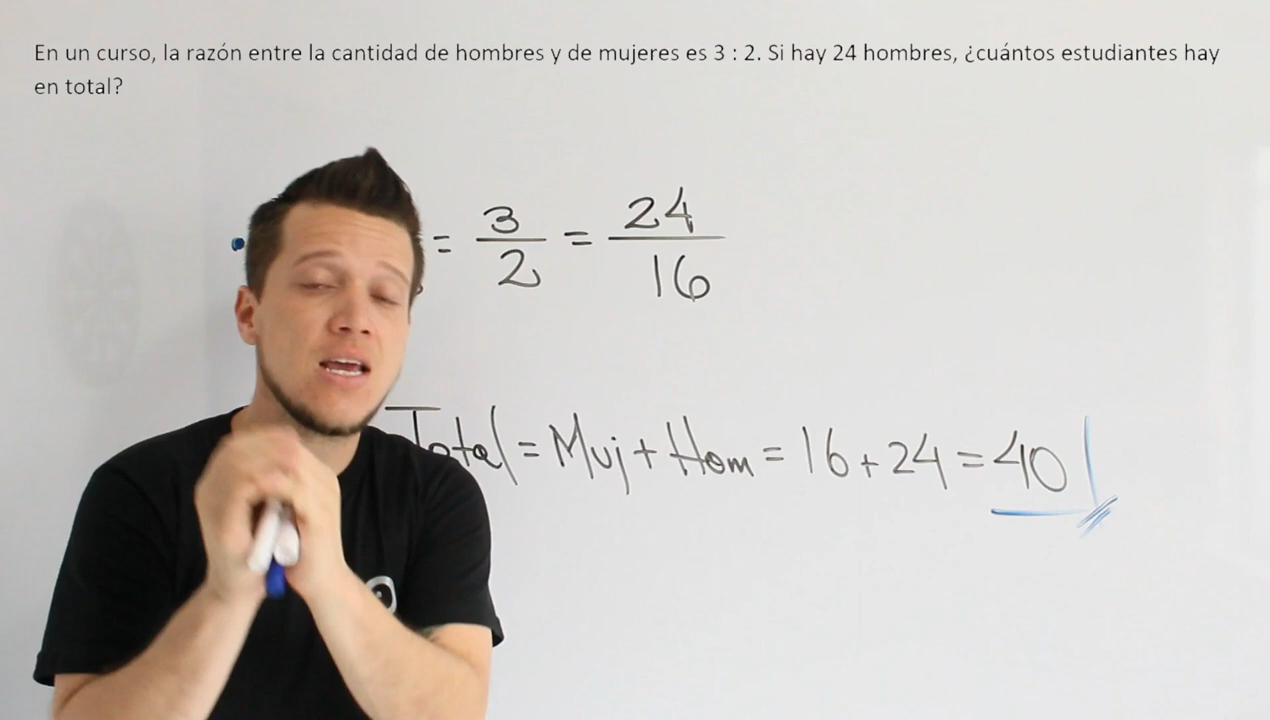 En un curso, la razón entre la cantidad de hombres y de mujeres es 3 : 2. Si hay 24 hombres, ¿cuántos estudiantes hay
en total?
= 3/2 = 24/16
Total = Muj + Hom = 16 + 24 = 40